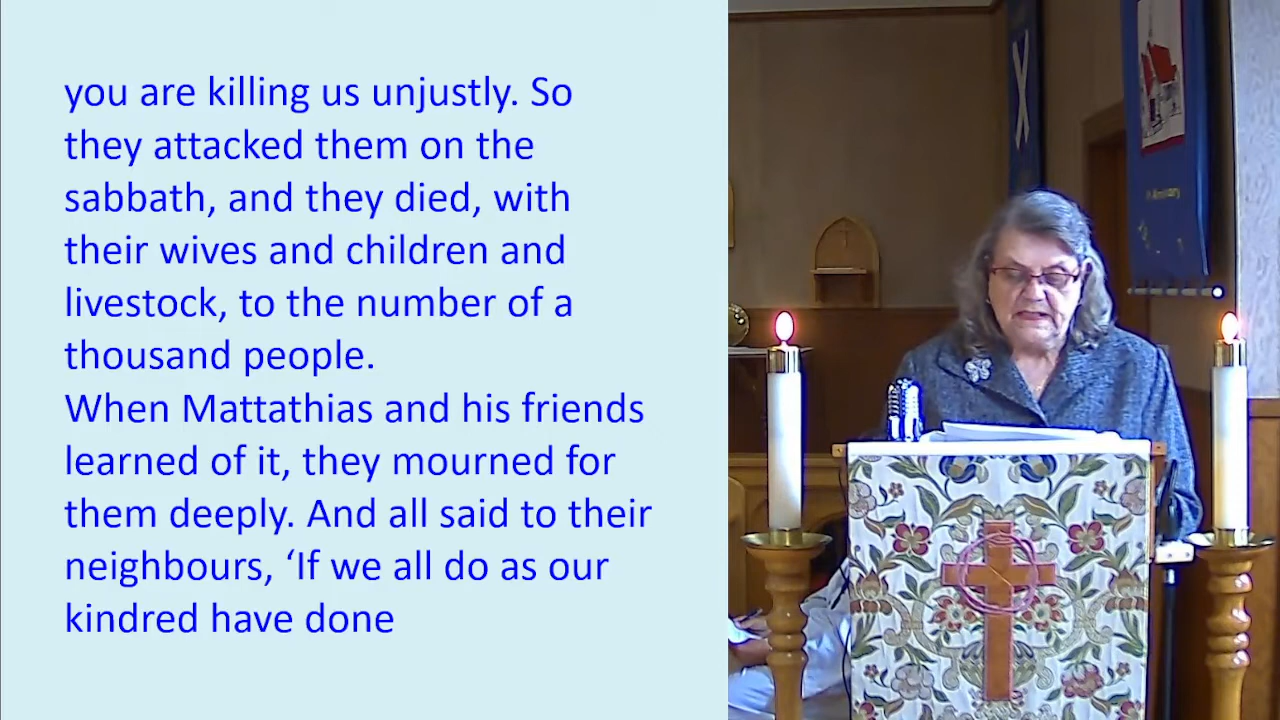 you are killing us unjustly. So
they attacked them on the
sabbath, and they died, with
their wives and children and
livestock, to the number of a
thousand people.
When Mattathias and his friends
learned of it, they mourned for
them deeply. And all said to their
neighbours, ‘If we all do as our
kindred have done